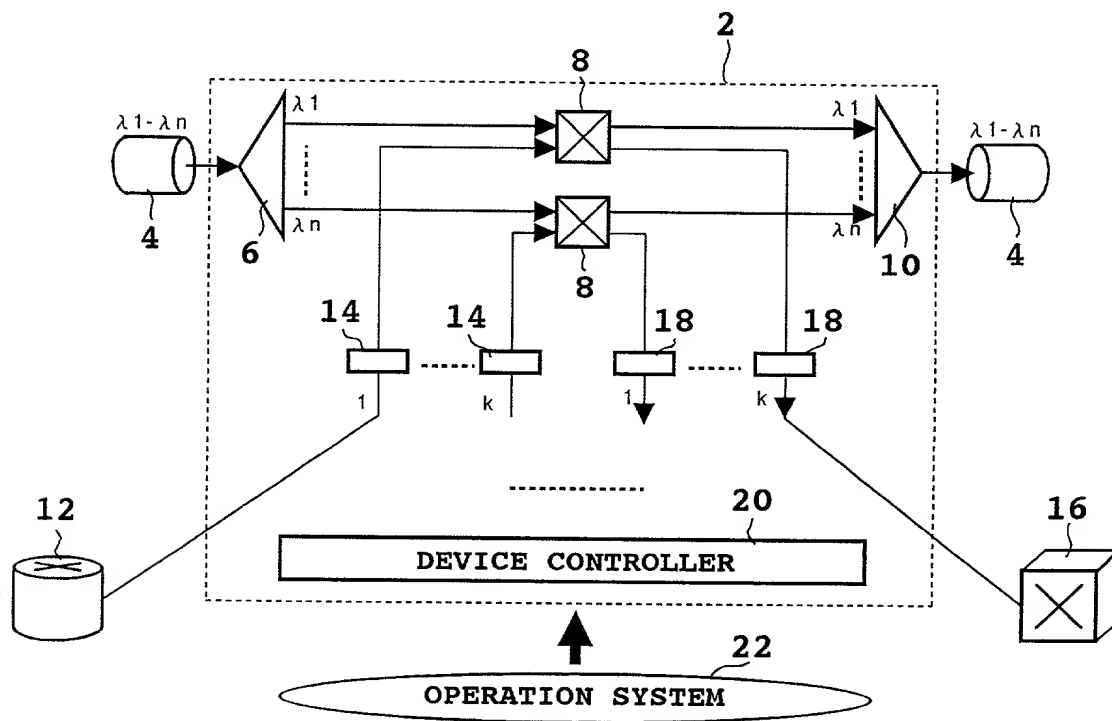 2
8
λ1
λ1
λ1-λn
λ1-λn
4
6
λn
λn
10
4
8
14
14
18
18
1
k
1
k
12
20
16
DEVICE CONTROLLER
22
OPERATION SYSTEM